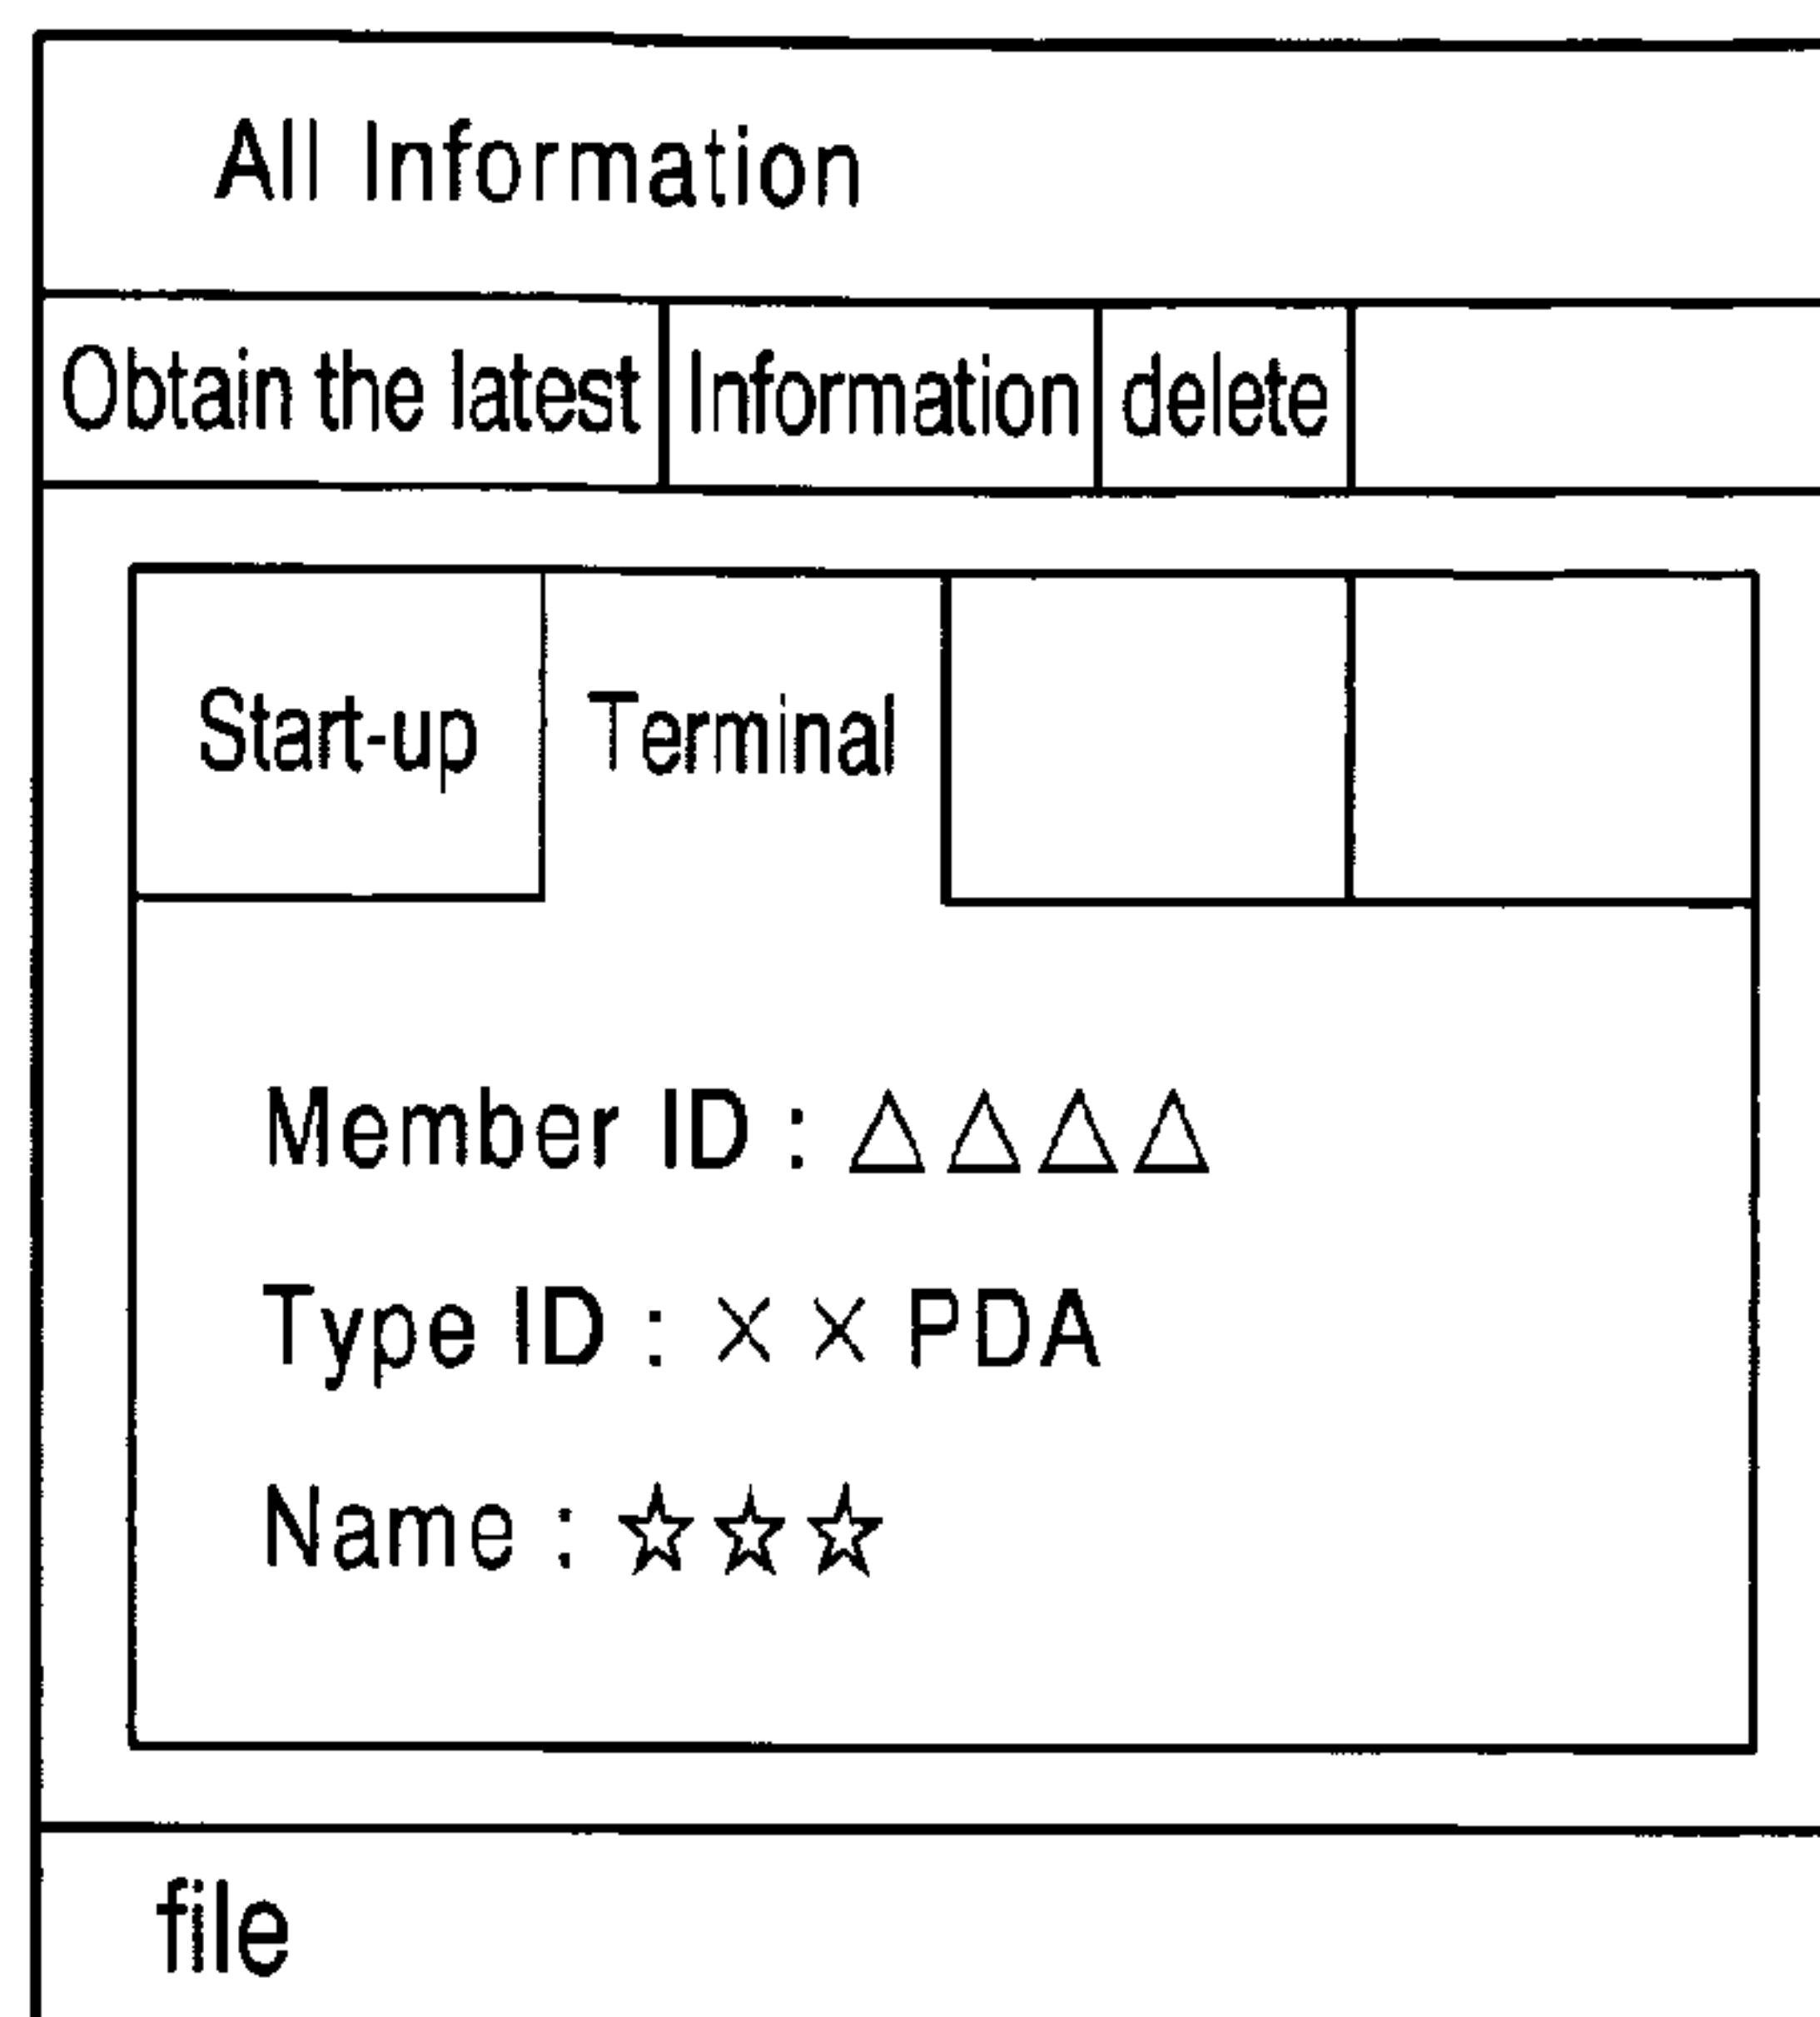 All Information
Obtain the latest Information delete
Start-up Terminal
Member ID : △△△△
Type ID : ××PDA
Name : ☆☆☆
file